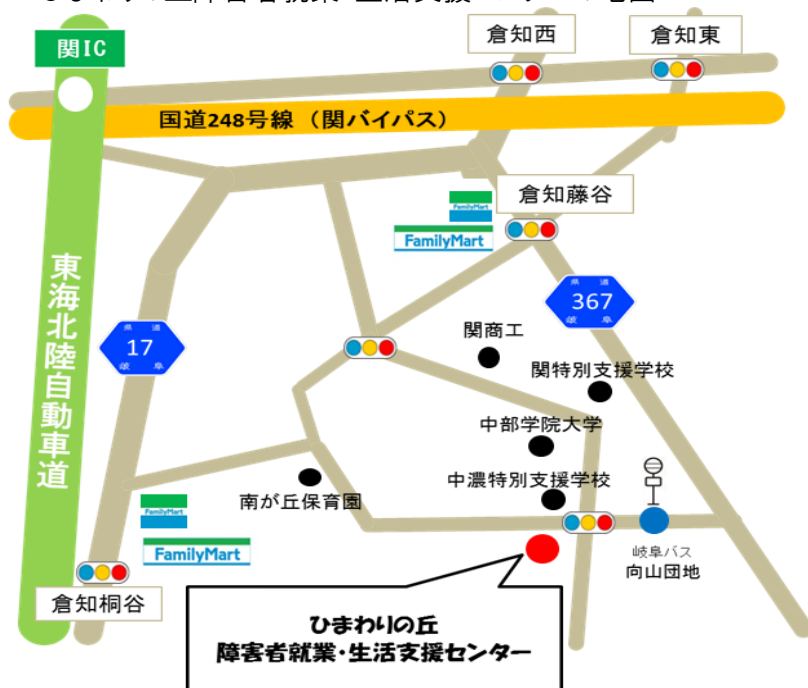 関IC
倉知西
倉知東
国道248号線（関バイパス）
倉知藤谷
FamilyMart
FamilyMart
東海北陸自動車道
県道
17
岐阜
県道
367
岐阜
関商工
関特別支援学校
中部学院大学
中濃特別支援学校
南が丘保育園
FamilyMart
FamilyMart
岐阜バス
向山団地
倉知桐谷
ひまわりの丘
障害者就業・生活支援センター